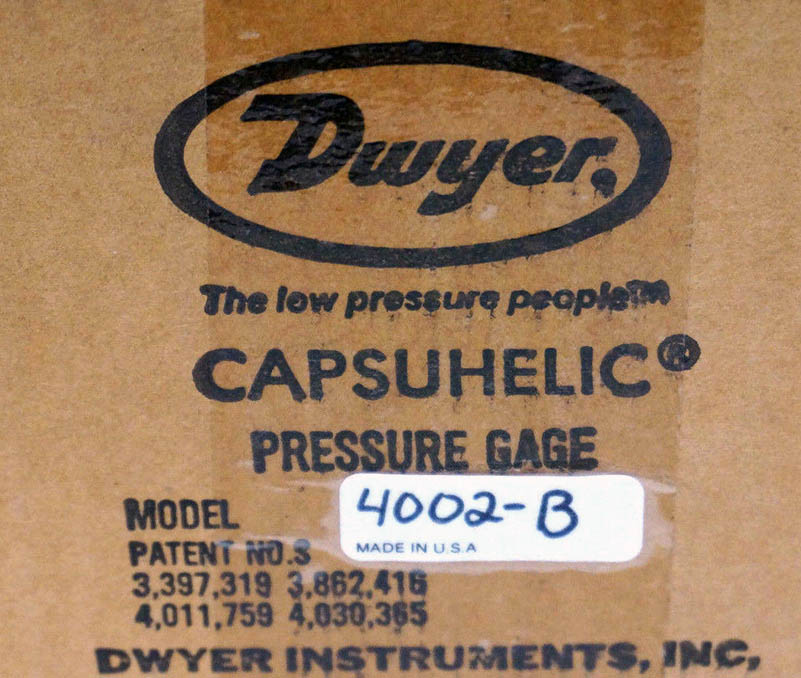 Dwyer.
The low pressure people™
CAPSUHELIC®
PRESSURE GAGE
MODEL 4002-B
MADE IN U.S.A
PATENT NO.S
3,397,319 3,862,416
4,011,759 4,030,365
DWYER INSTRUMENTS, INC,